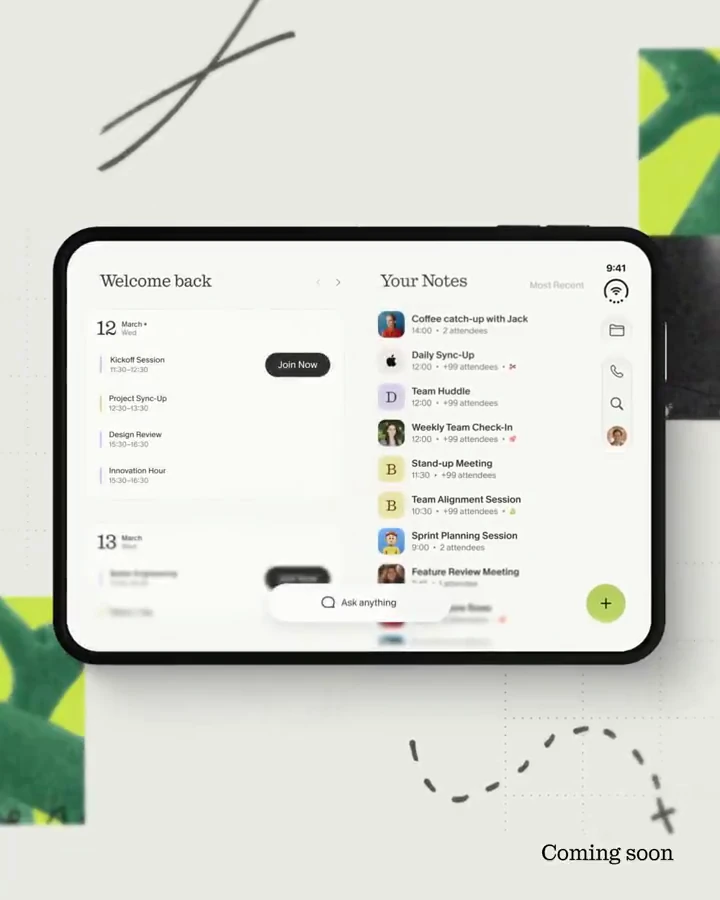 9:41
Welcome back
12 March • Wed
Kickoff Session
11:30–12:30
Join Now
Project Sync-Up
12:30–13:30
Design Review
15:30–16:30
Innovation Hour
15:30–16:30
13 March
Wed
Your Notes
Most Recent
Coffee catch-up with Jack
14:00 • 2 attendees
Daily Sync-Up
12:00 • +99 attendees •
D
Team Huddle
12:00 • +99 attendees
Weekly Team Check-In
12:00 • +99 attendees •
B
Stand-up Meeting
11:30 • +99 attendees
B
Team Alignment Session
10:30 • +99 attendees •
Sprint Planning Session
9:00 • 2 attendees
Feature Review Meeting
Ask anything
+
Coming soon